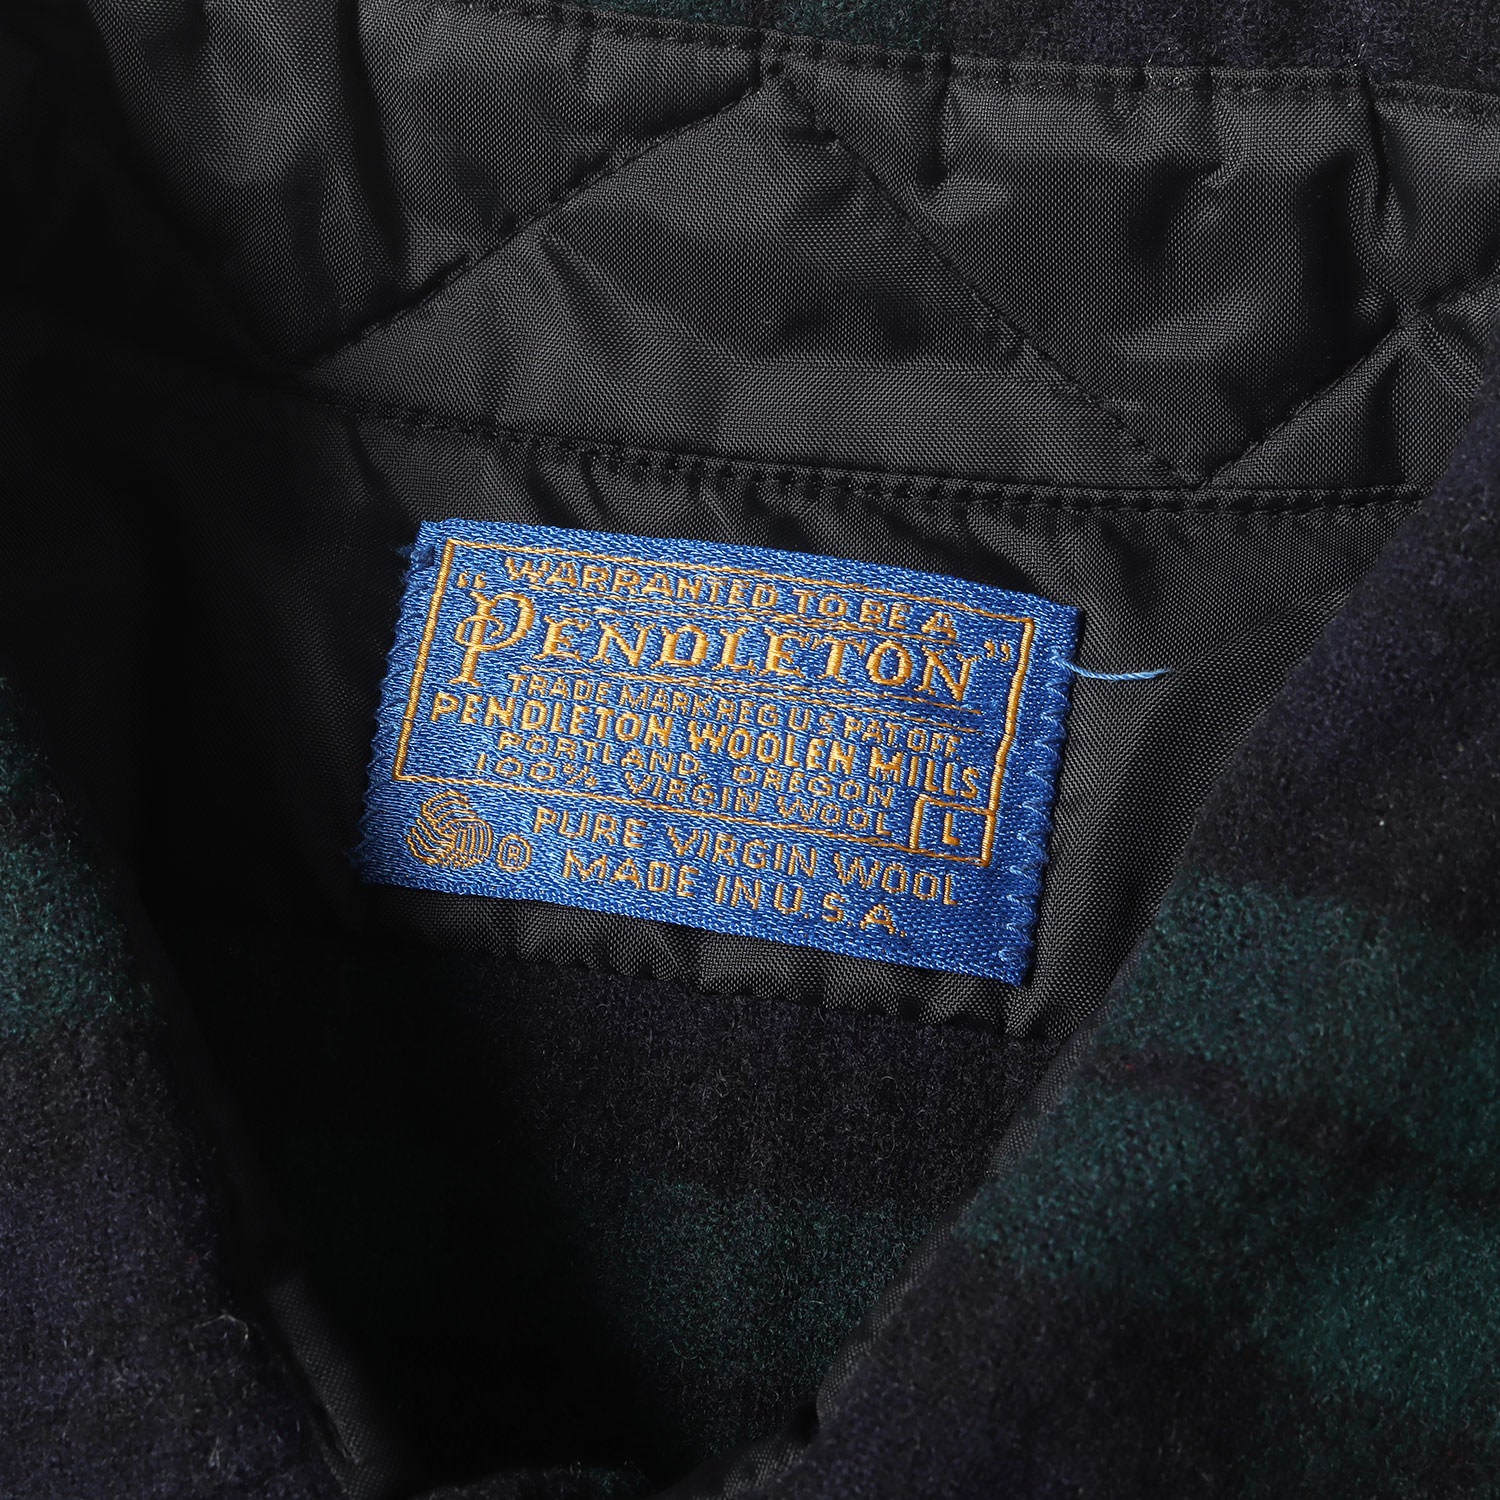 WARRANTED TO BE A
"PENDLETON"
TRADE MARK REG US PAT OFF.
PENDLETON WOOLEN MILLS
PORTLAND, OREGON
100% VIRGIN WOOL
L
® PURE VIRGIN WOOL
MADE IN U.S.A.